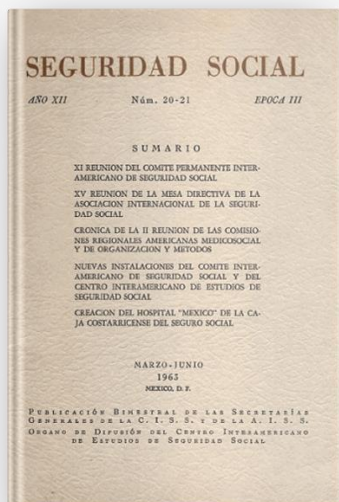 SEGURIDAD SOCIAL
AÑO XII Núm. 20-21 EPOCA III
SUMARIO
XI REUNION DEL COMITE PERMANENTE INTER-
AMERICANO DE SEGURIDAD SOCIAL
XV REUNION DE LA MESA DIRECTIVA DE LA
ASOCIACION INTERNACIONAL DE LA SEGURI-
DAD SOCIAL
CRONICA DE LA II REUNION DE LAS COMISIO-
NES REGIONALES AMERICANAS MEDICOSOCIAL
Y DE ORGANIZACION Y METODOS
NUEVAS INSTALACIONES DEL COMITE INTER-
AMERICANO DE SEGURIDAD SOCIAL Y DEL
CENTRO INTERAMERICANO DE ESTUDIOS DE
SEGURIDAD SOCIAL
CREACION DEL HOSPITAL "MEXICO" DE LA CA-
JA COSTARRICENSE DEL SEGURO SOCIAL
MARZO-JUNIO
1963
MEXICO, D. F.
PUBLICACIÓN BIMESTRAL DE LAS SECRETARÍAS
GENERALES DE LA C. I. S. S. Y DE LA A. I. S. S.
ORGANO DE DIFUSIÓN DEL CENTRO INTERAMERICANO
DE ESTUDIOS DE SEGURIDAD SOCIAL